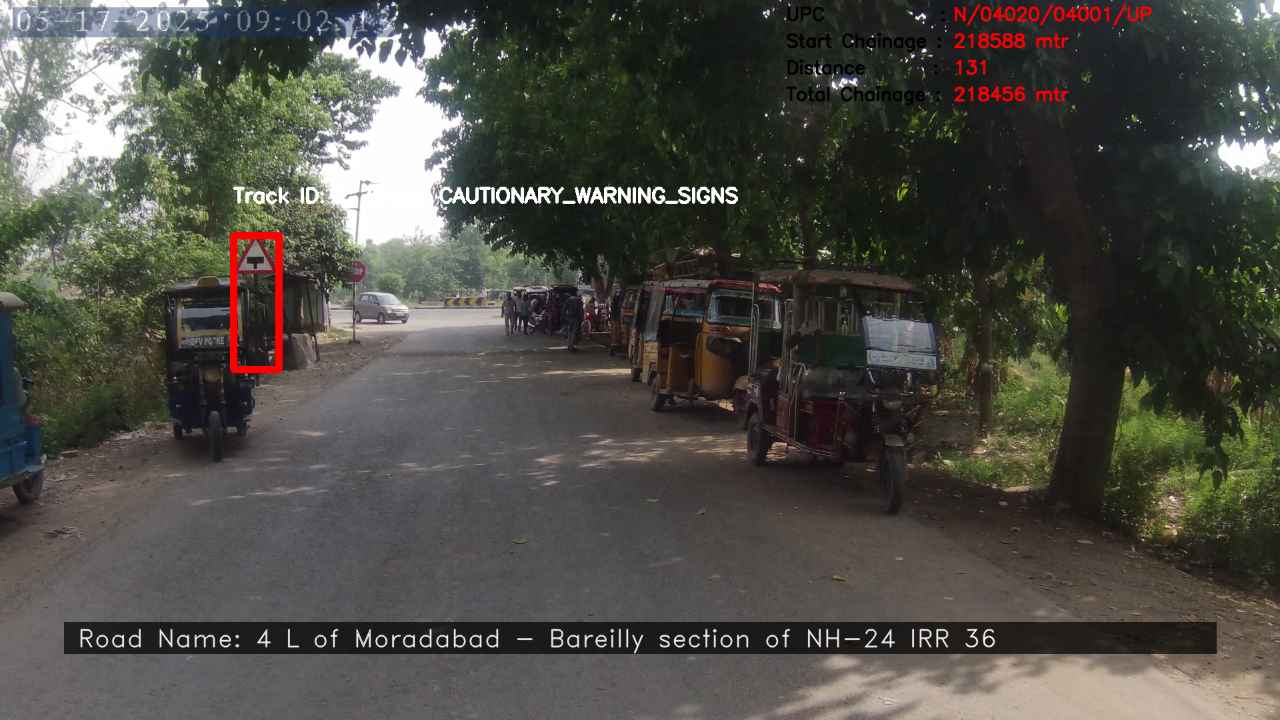 05-17-2025 09:02:1
UPC : N/04020/04001/UP
Start Chainage : 218588 mtr
Distance : 131
Total Chainage : 218456 mtr
Track ID: CAUTIONARY_WARNING_SIGNS
Road Name: 4 L of Moradabad - Bareilly section of NH-24 IRR 36